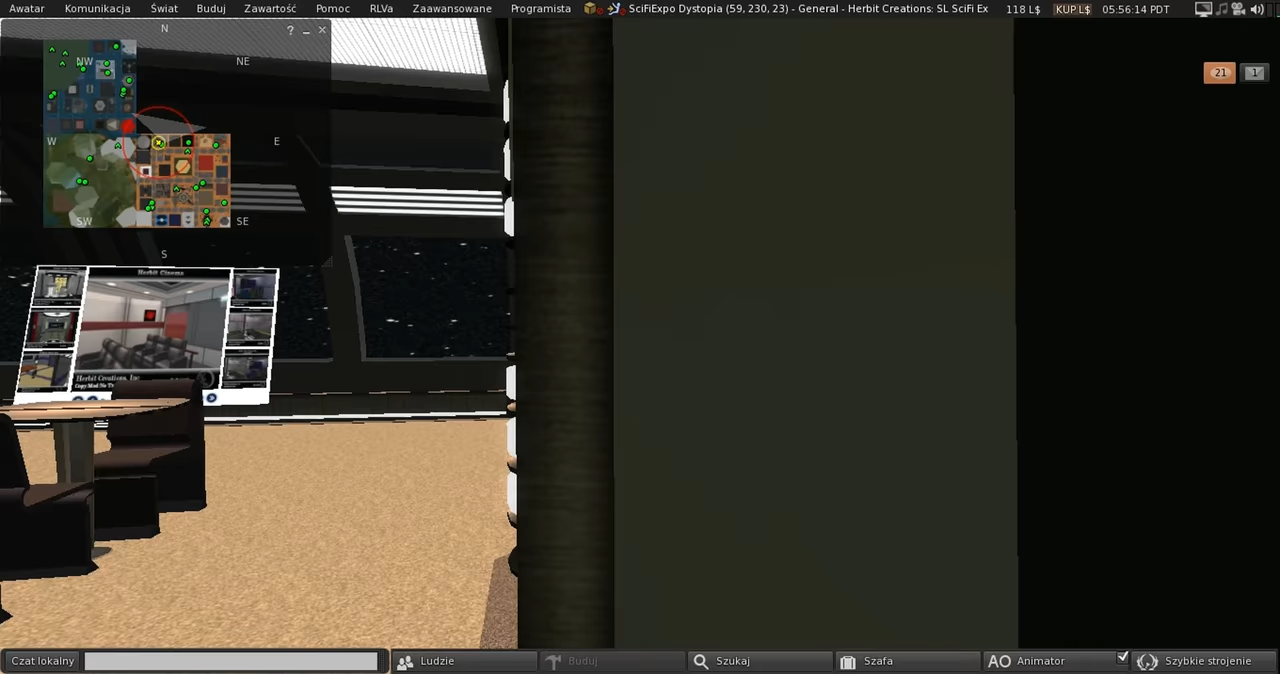 Awatar Komunikacja Świat Buduj Zawartość Pomoc RLVa Zaawansowane Programista SciFiExpo Dystopia (59, 230, 23) - General - Herbit Creations: SL SciFi Ex 118 L$ KUP L$ 05:56:14 PDT
N
? _ ×
NW NE
21 1
W E
SW SE
S
Herbit Cinema
Herbit Creations, Inc
Czat lokalny Ludzie Buduj Szukaj Szafa AO Animator Szybkie strojenie